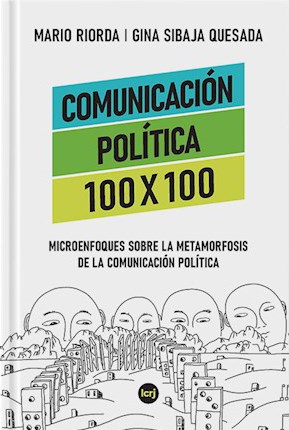 MARIO RIORDA | GINA SIBAJA QUESADA
COMUNICACIÓN
POLÍTICA
100 X 100
MICROENFOQUES SOBRE LA METAMORFOSIS
DE LA COMUNICACIÓN POLÍTICA
lcrj